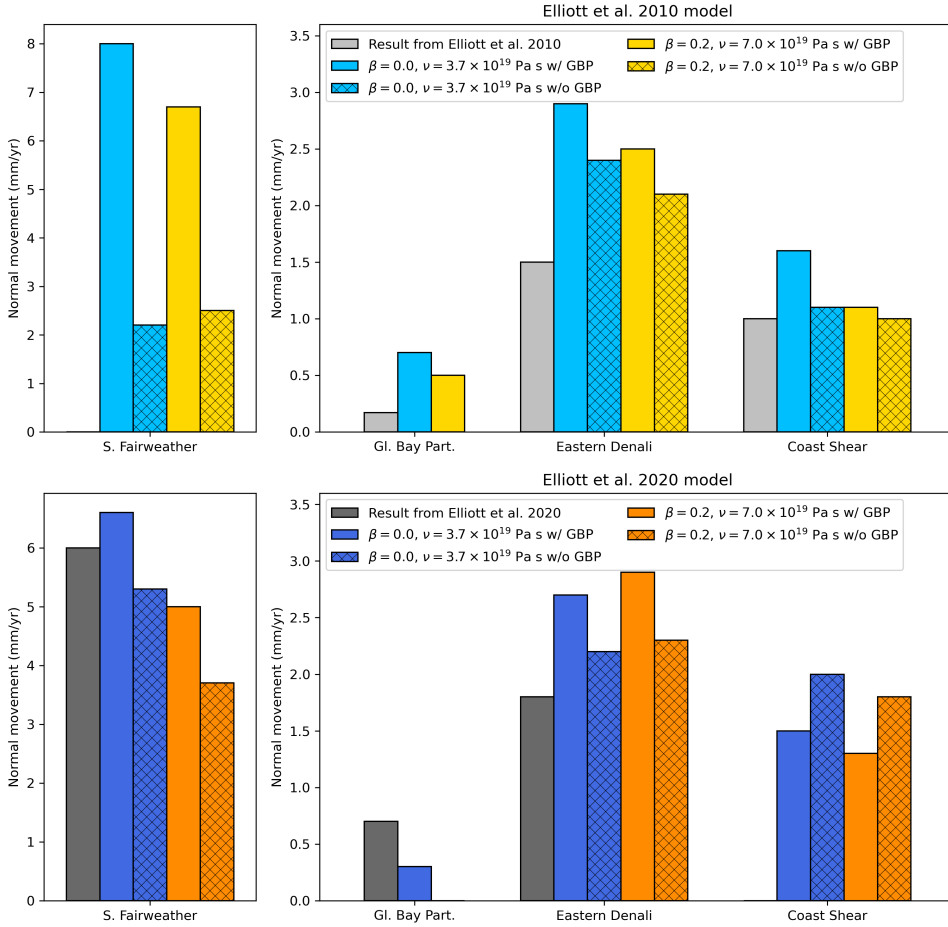 Elliott et al. 2010 model
Normal movement (mm/yr)
8
7
6
5
4
3
2
1
0
S. Fairweather
Normal movement (mm/yr)
3.5
3.0
2.5
2.0
1.5
1.0
0.5
0.0
Result from Elliott et al. 2010
β = 0.0, ν = 3.7 × 10¹⁹ Pa s w/ GBP
β = 0.0, ν = 3.7 × 10¹⁹ Pa s w/o GBP
β = 0.2, ν = 7.0 × 10¹⁹ Pa s w/ GBP
β = 0.2, ν = 7.0 × 10¹⁹ Pa s w/o GBP
Gl. Bay Part. Eastern Denali Coast Shear
Elliott et al. 2020 model
Normal movement (mm/yr)
6
5
4
3
2
1
0
S. Fairweather
Normal movement (mm/yr)
3.5
3.0
2.5
2.0
1.5
1.0
0.5
0.0
Result from Elliott et al. 2020
β = 0.0, ν = 3.7 × 10¹⁹ Pa s w/ GBP
β = 0.0, ν = 3.7 × 10¹⁹ Pa s w/o GBP
β = 0.2, ν = 7.0 × 10¹⁹ Pa s w/ GBP
β = 0.2, ν = 7.0 × 10¹⁹ Pa s w/o GBP
Gl. Bay Part. Eastern Denali Coast Shear